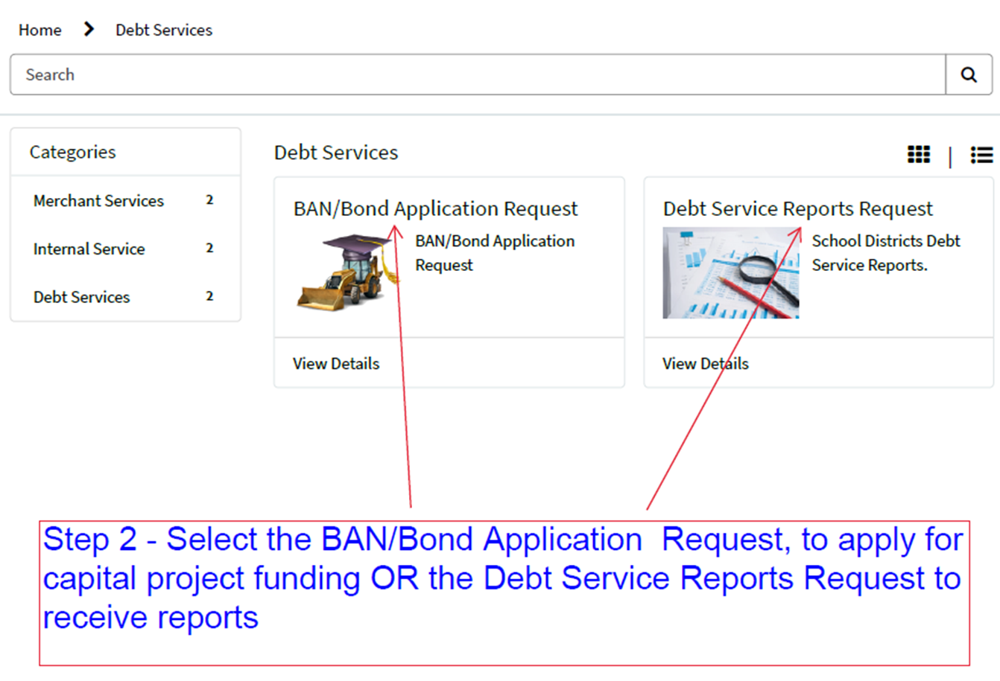 Home > Debt Services
Search
Categories
Merchant Services 2
Internal Service 2
Debt Services 2
Debt Services
|
BAN/Bond Application Request
BAN/Bond Application
Request
View Details
Debt Service Reports Request
School Districts Debt
Service Reports.
View Details
Step 2 - Select the BAN/Bond Application  Request, to apply for
capital project funding OR the Debt Service Reports Request to
receive reports